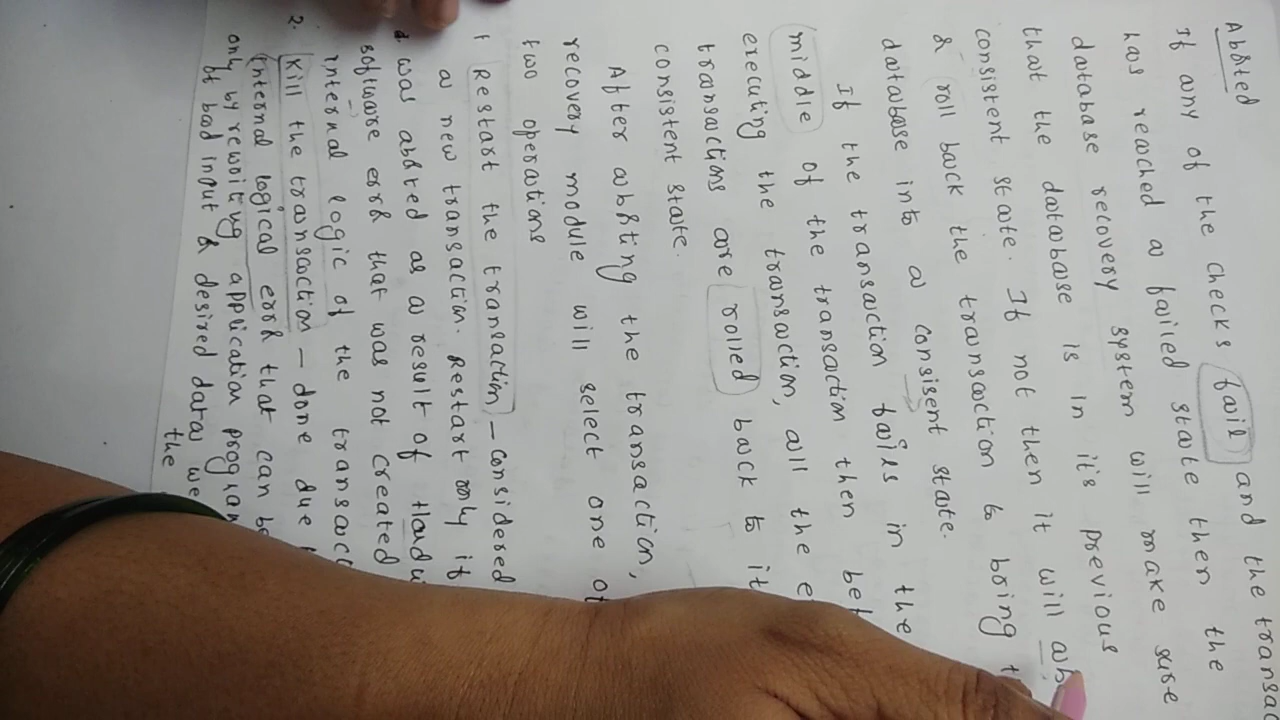 Aborted
If any of the checks fail and the transac
has reached a failed state then the
database recovery system will make sure
that the database is in it's previous
consistent state. If not then it will ab
& roll back the transaction to bring t
database into a consisent state.
If the transaction fails in the
middle of the transaction then bef
executing the transaction, all the e
transactions are rolled back to it
consistent state.
After aborting the transaction,
recovery module will select one of
two operations
1 Restart the transaction - considered
a new transaction. Restart only if
was aborted as a result of Hardw
software error that was not created
internal logic of the transac
2. Kill the transaction - done due
internal logical error that can be
only by rewriting application program
of bad input & desired data we
the